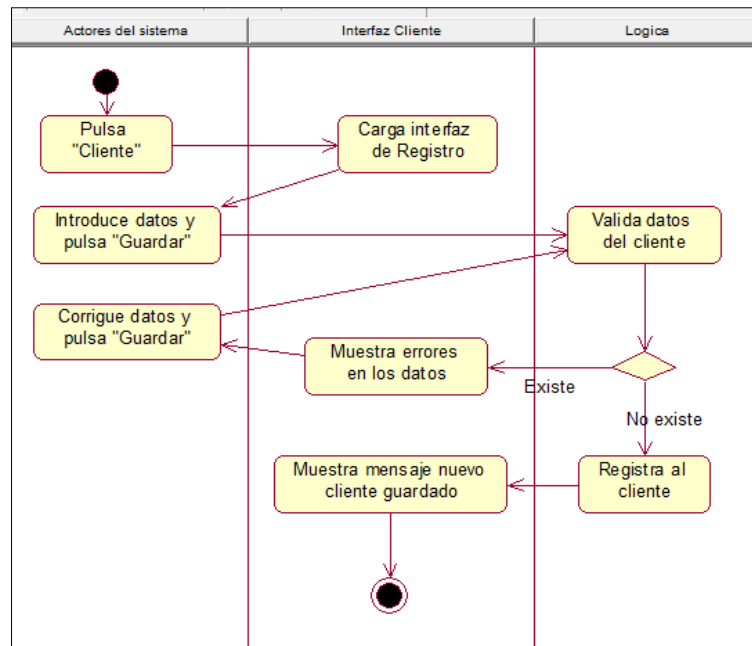 Actores del sistema
Interfaz Cliente
Logica
Pulsa
"Cliente"
Carga interfaz
de Registro
Introduce datos y
pulsa "Guardar"
Valida datos
del cliente
Corrigue datos y
pulsa "Guardar"
Muestra errores
en los datos
Existe
No existe
Muestra mensaje nuevo
cliente guardado
Registra al
cliente